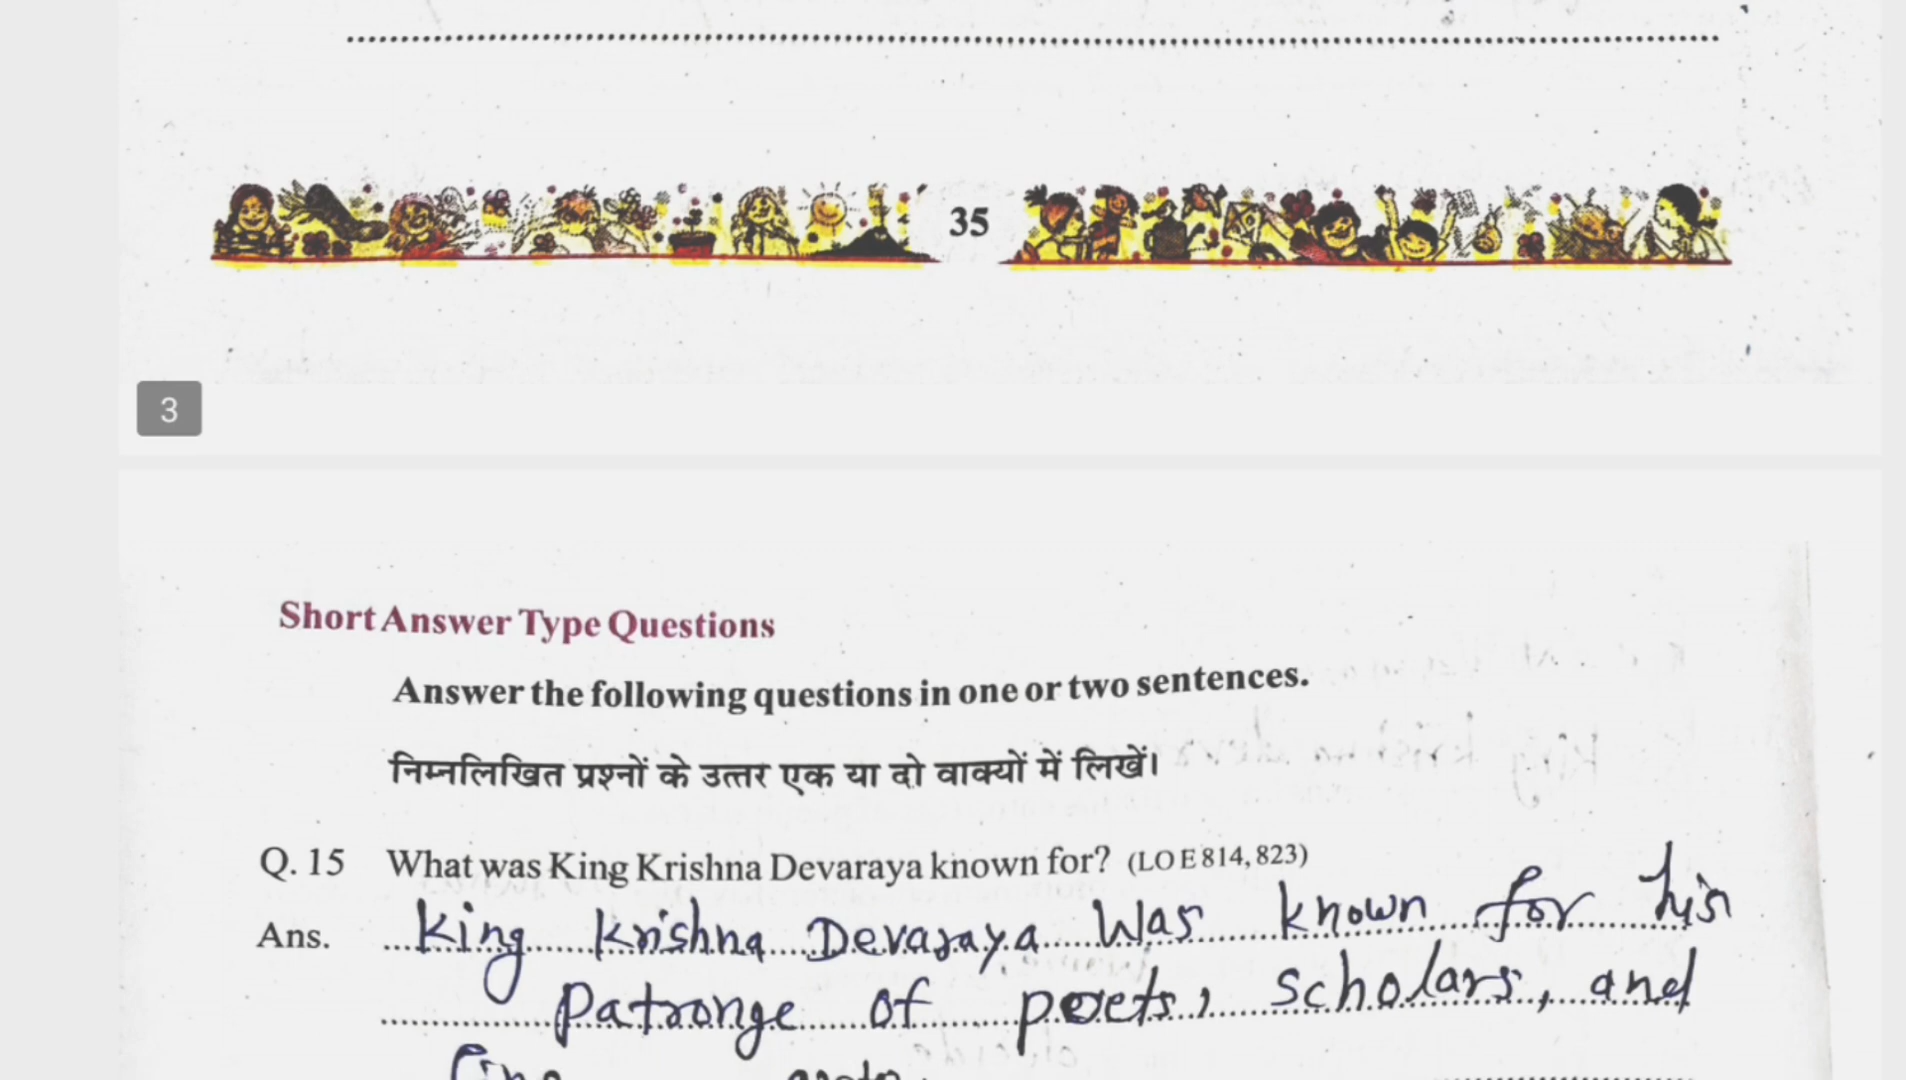 35
3
Short Answer Type Questions
Answer the following questions in one or two sentences.
निम्नलिखित प्रश्नों के उत्तर एक या दो वाक्यों में लिखें।
Q. 15 What was King Krishna Devaraya known for? (LO E 814, 823)
Ans. King Krishna Devaraya Was known for his
Patronge of poets, scholars, and